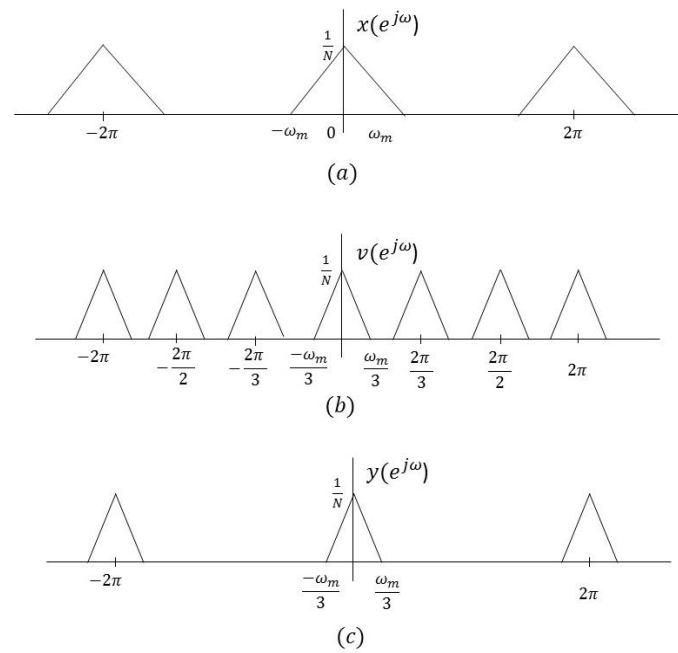 1/N x(e^{jω})
−2π −ω_m 0 ω_m 2π
(a)
1/N v(e^{jω})
−2π −2π/2 −2π/3 −ω_m/3 ω_m/3 2π/3 2π/2 2π
(b)
1/N y(e^{jω})
−2π −ω_m/3 ω_m/3 2π
(c)